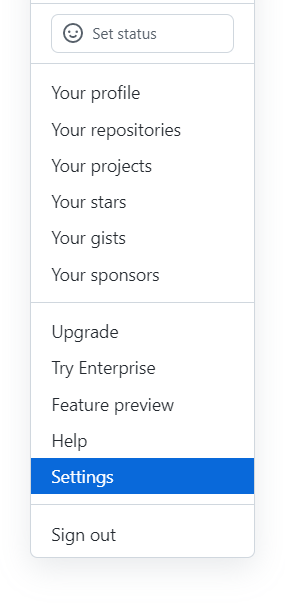 Set status
Your profile
Your repositories
Your projects
Your stars
Your gists
Your sponsors
Upgrade
Try Enterprise
Feature preview
Help
Settings
Sign out